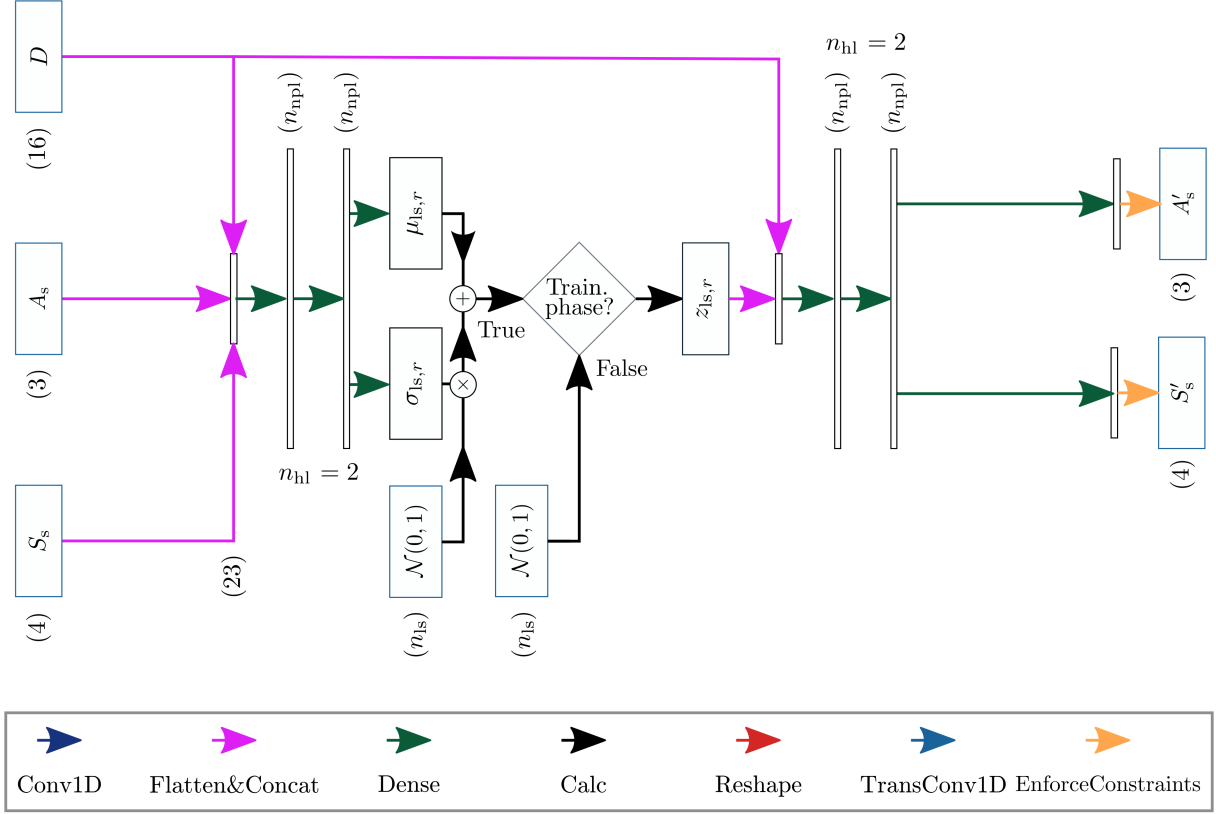 D
(16)
A_s
(3)
S_s
(4)
(23)
(n_npl)
(n_npl)
n_hl = 2
μ_ls,r
σ_ls,r
𝒩(0, 1)
(n_ls)
+
×
True
𝒩(0, 1)
(n_ls)
Train.
phase?
False
z_ls,r
n_hl = 2
(n_npl)
(n_npl)
A′_s
(3)
S′_s
(4)
Conv1D
Flatten&Concat
Dense
Calc
Reshape
TransConv1D
EnforceConstraints